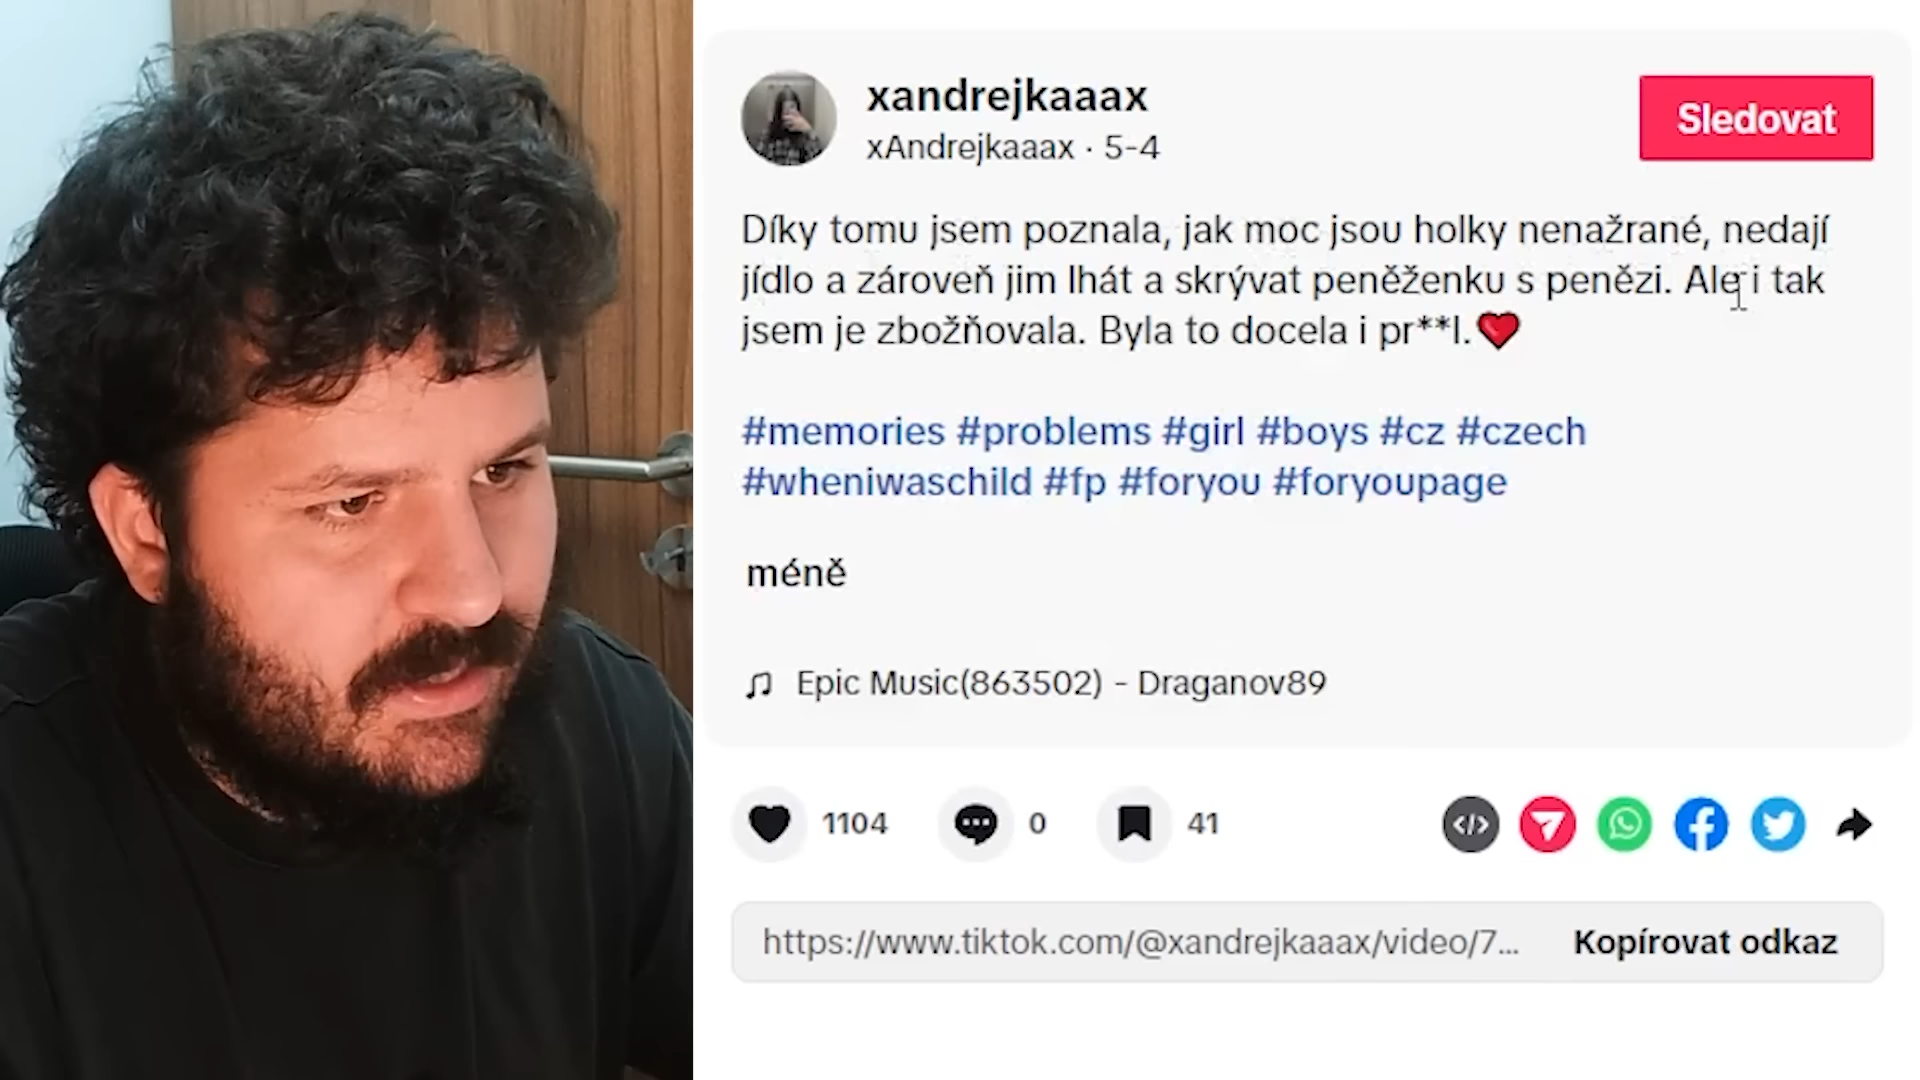 xandrejkaaax
xAndrejkaaax · 5-4
Sledovat
Díky tomu jsem poznala, jak moc jsou holky nenažrané, nedají
jídlo a zároveň jim lhát a skrývat peněženku s penězi. Ale i tak
jsem je zbožňovala. Byla to docela i pr**l.❤️
#memories #problems #girl #boys #cz #czech
#wheniwaschild #fp #foryou #foryoupage
méně
Epic Music(863502) - Draganov89
1104
0
41
https://www.tiktok.com/@xandrejkaaax/video/7...
Kopírovat odkaz